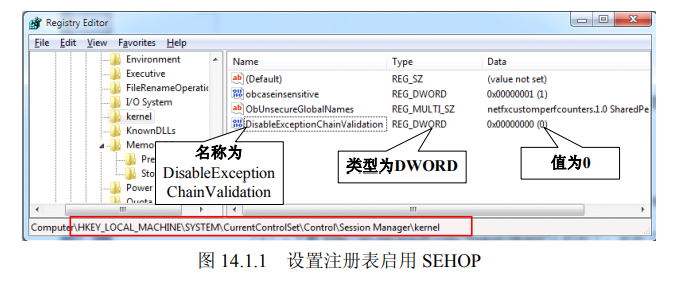 Registry Editor
File Edit View Favorites Help
Environment
Executive
FileRenameOperatic
I/O System
kernel
KnownDLLs
Memo
Pre
Sto
Power
Quota
Name Type Data
(Default) REG_SZ (value not set)
obcaseinsensitive REG_DWORD 0x00000001 (1)
ObUnsecureGlobalNames REG_MULTI_SZ netfxcustomperfcounters.1.0 SharedPe
DisableExceptionChainValidation REG_DWORD 0x00000000 (0)
名称为
DisableException
ChainValidation
类型为DWORD
值为0
Computer\HKEY_LOCAL_MACHINE\SYSTEM\CurrentControlSet\Control\Session Manager\kernel
图 14.1.1 设置注册表启用 SEHOP